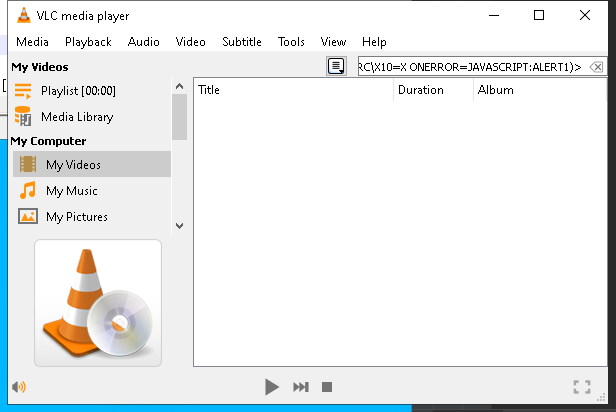 VLC media player
Media Playback Audio Video Subtitle Tools View Help
My Videos
RC\X10=X ONERROR=JAVASCRIPT:ALERT1)>
Playlist [00:00]
Media Library
My Computer
My Videos
My Music
My Pictures
Title Duration Album